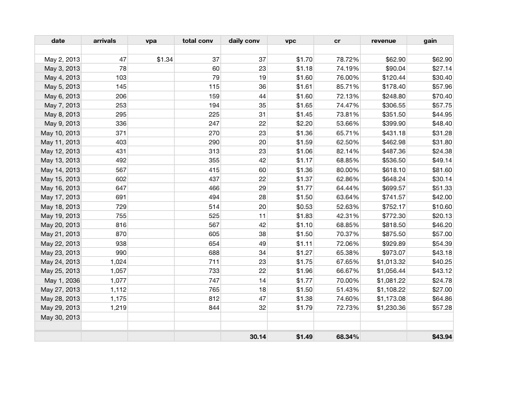 date arrivals vpa total conv daily conv vpc cr revenue gain
May 2, 2013 47 $1.34 37 37 $1.70 78.72% $62.90 $62.90
May 3, 2013 78 60 23 $1.18 74.19% $90.04 $27.14
May 4, 2013 103 79 19 $1.60 76.00% $120.44 $30.40
May 5, 2013 145 115 36 $1.61 85.71% $178.40 $57.96
May 6, 2013 206 159 44 $1.60 72.13% $248.80 $70.40
May 7, 2013 253 194 35 $1.65 74.47% $306.55 $57.75
May 8, 2013 295 225 31 $1.45 73.81% $351.50 $44.95
May 9, 2013 336 247 22 $2.20 53.66% $399.90 $48.40
May 10, 2013 371 270 23 $1.36 65.71% $431.18 $31.28
May 11, 2013 403 290 20 $1.59 62.50% $462.98 $31.80
May 12, 2013 431 313 23 $1.06 82.14% $487.36 $24.38
May 13, 2013 492 355 42 $1.17 68.85% $536.50 $49.14
May 14, 2013 567 415 60 $1.36 80.00% $618.10 $81.60
May 15, 2013 602 437 22 $1.37 62.86% $648.24 $30.14
May 16, 2013 647 466 29 $1.77 64.44% $699.57 $51.33
May 17, 2013 691 494 28 $1.50 63.64% $741.57 $42.00
May 18, 2013 729 514 20 $0.53 52.63% $752.17 $10.60
May 19, 2013 755 525 11 $1.83 42.31% $772.30 $20.13
May 20, 2013 816 567 42 $1.10 68.85% $818.50 $46.20
May 21, 2013 870 605 38 $1.50 70.37% $875.50 $57.00
May 22, 2013 938 654 49 $1.11 72.06% $929.89 $54.39
May 23, 2013 990 688 34 $1.27 65.38% $973.07 $43.18
May 24, 2013 1,024 711 23 $1.75 67.65% $1,013.32 $40.25
May 25, 2013 1,057 733 22 $1.96 66.67% $1,056.44 $43.12
May 1, 2036 1,077 747 14 $1.77 70.00% $1,081.22 $24.78
May 27, 2013 1,112 765 18 $1.50 51.43% $1,108.22 $27.00
May 28, 2013 1,175 812 47 $1.38 74.60% $1,173.08 $64.86
May 29, 2013 1,219 844 32 $1.79 72.73% $1,230.36 $57.28
May 30, 2013
30.14 $1.49 68.34% $43.94